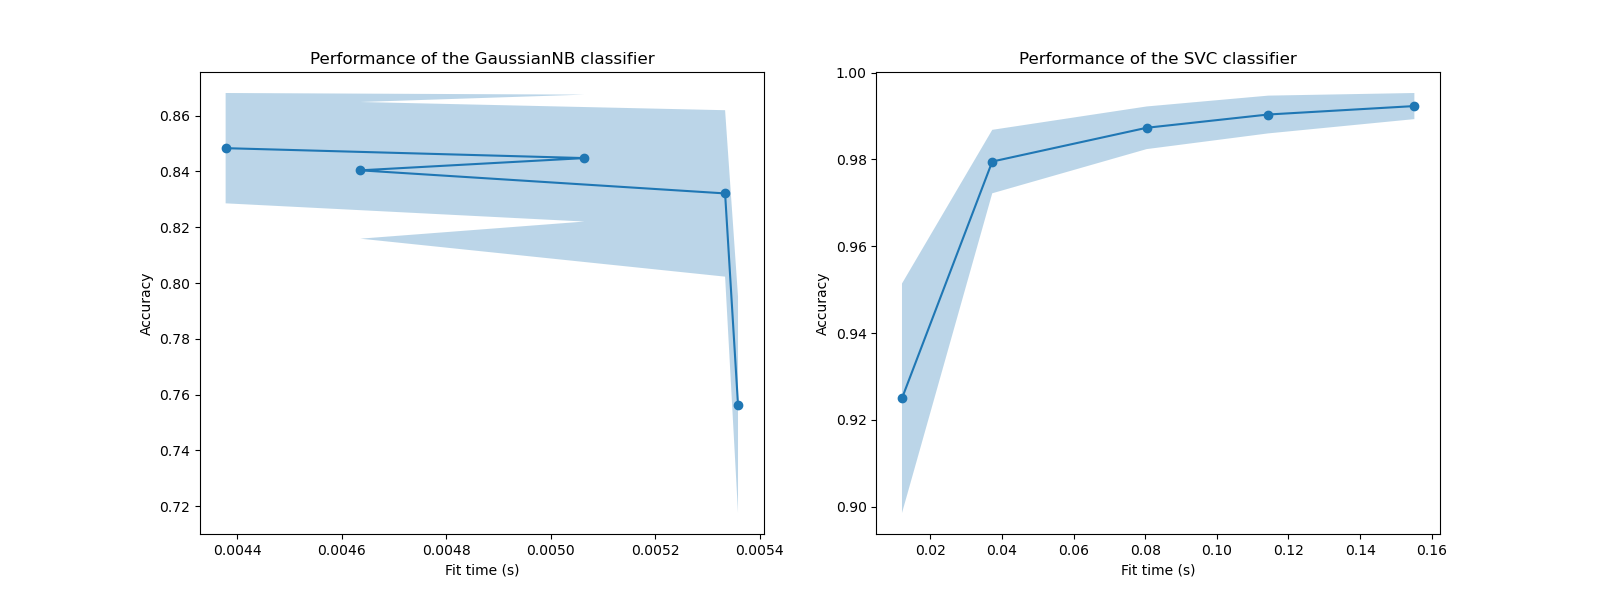 Performance of the GaussianNB classifier
Accuracy
0.86
0.84
0.82
0.80
0.78
0.76
0.74
0.72
0.0044 0.0046 0.0048 0.0050 0.0052 0.0054
Fit time (s)
Performance of the SVC classifier
Accuracy
1.00
0.98
0.96
0.94
0.92
0.90
0.02 0.04 0.06 0.08 0.10 0.12 0.14 0.16
Fit time (s)